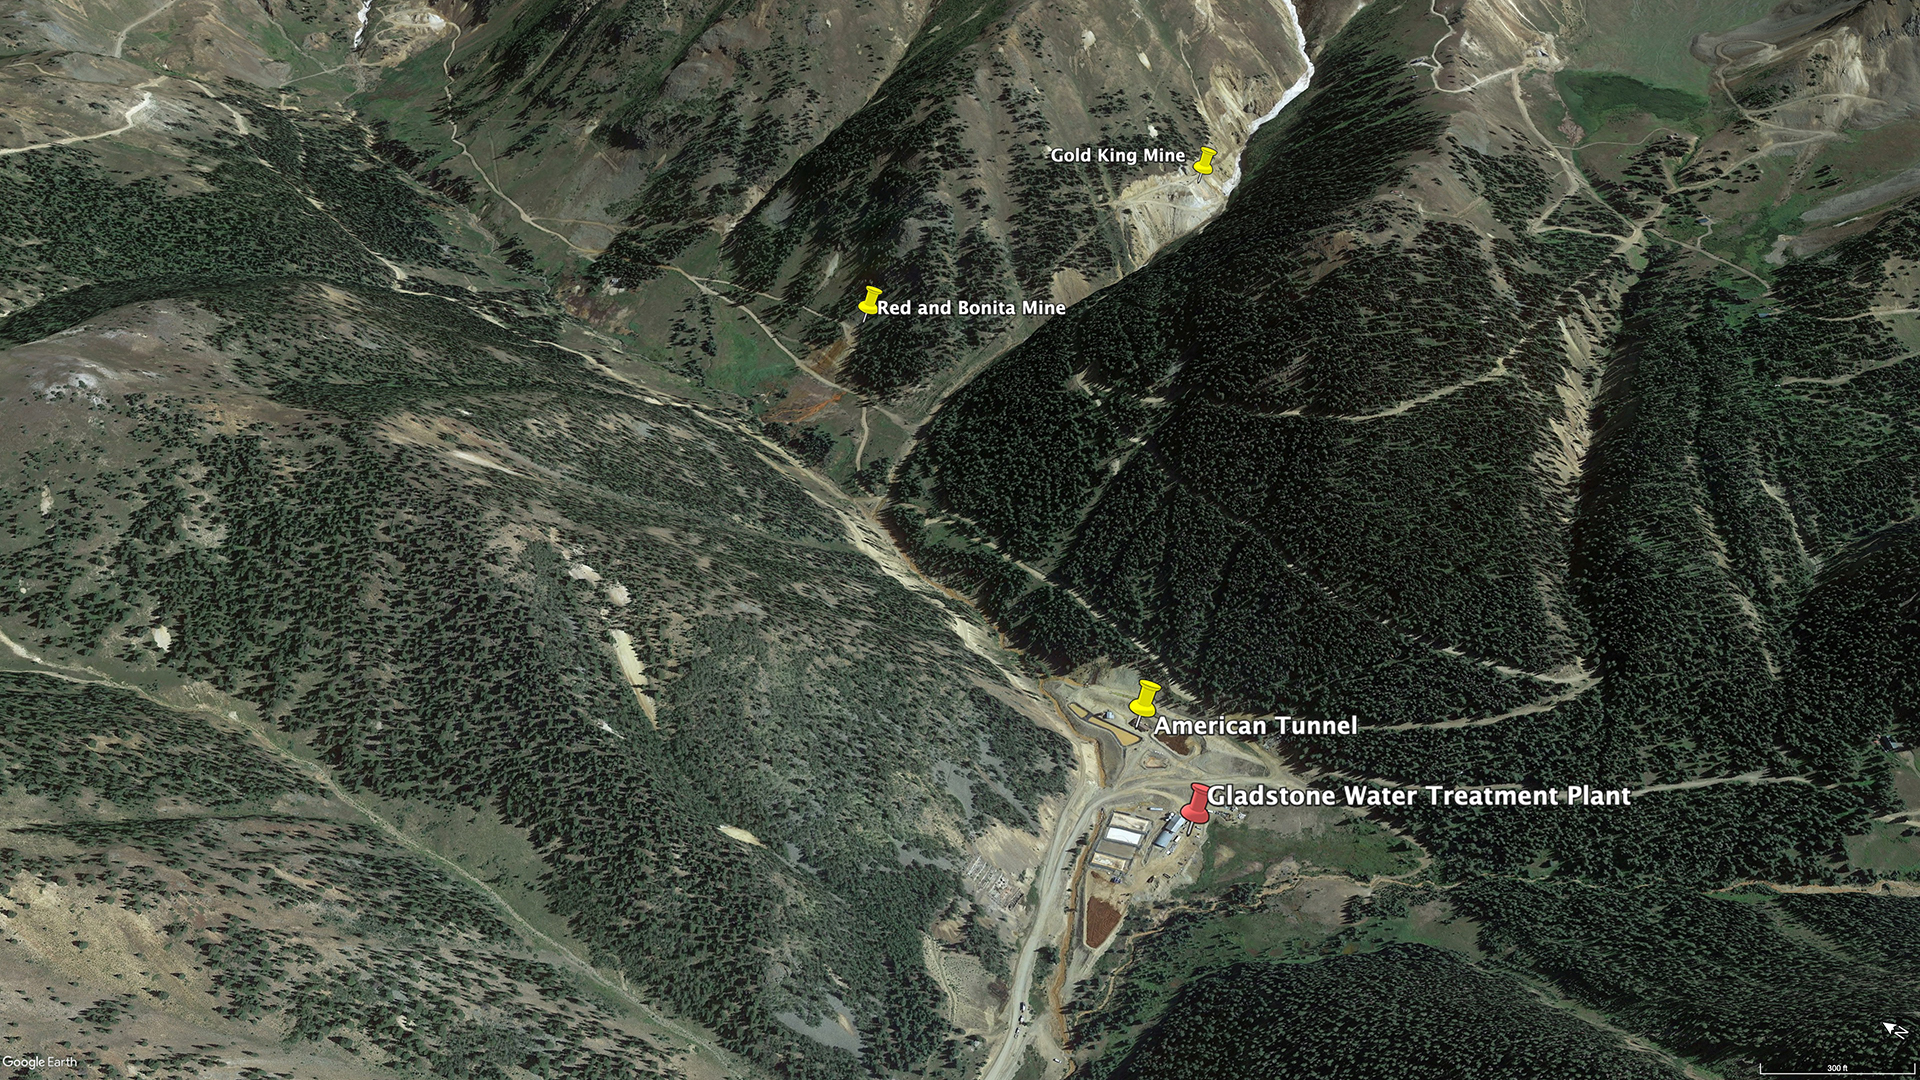 Gold King Mine
Red and Bonita Mine
American Tunnel
Gladstone Water Treatment Plant
N
Google Earth
300 ft